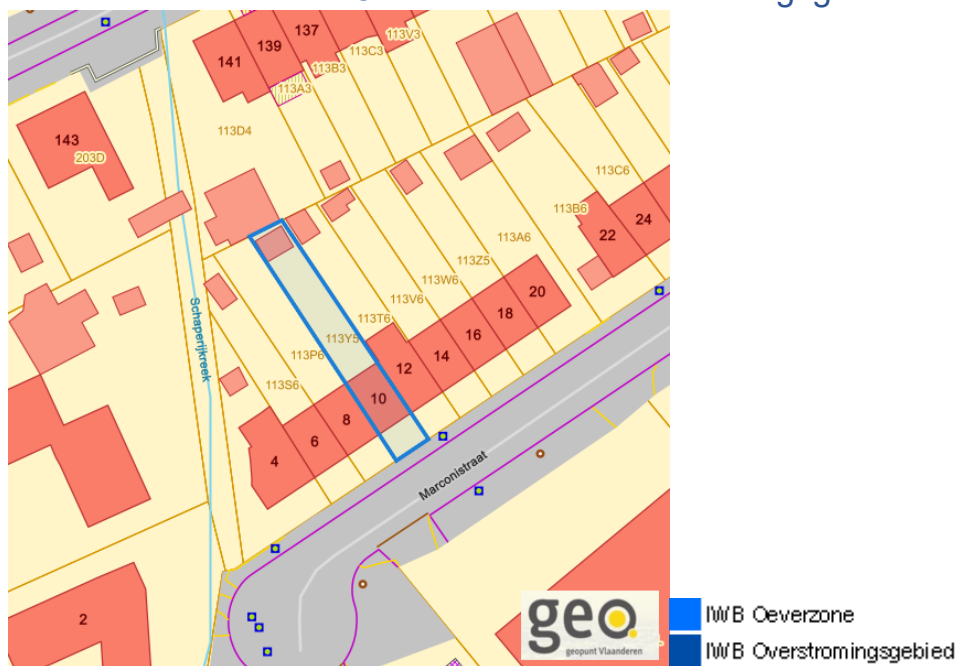 g gg
137
113V3
139
113C3
141
113B3
113A3
143
203D
113D4
113C6
113B6
24
22
113A6
113Z5
113W6
20
113V6
18
113T6
16
113Y5
14
12
113P6
Schaperijkreek
113S6
10
8
6
4
Marconistraat
2
geo.
geopunt Vlaanderen
IWB Oeverzone
IWB Overstromingsgebied